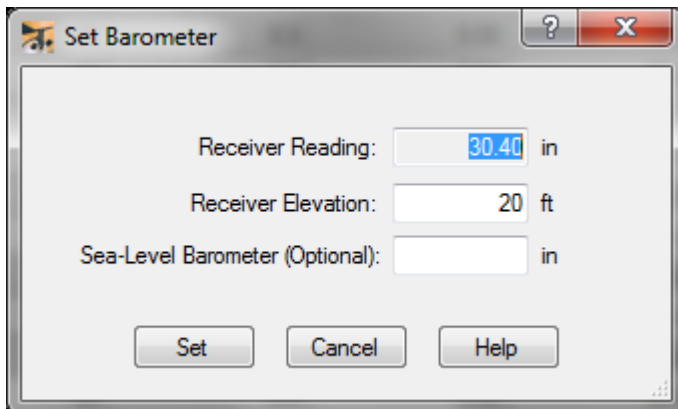 Set Barometer
Receiver Reading: 30.40 in
Receiver Elevation: 20 ft
Sea-Level Barometer (Optional): in
Set Cancel Help